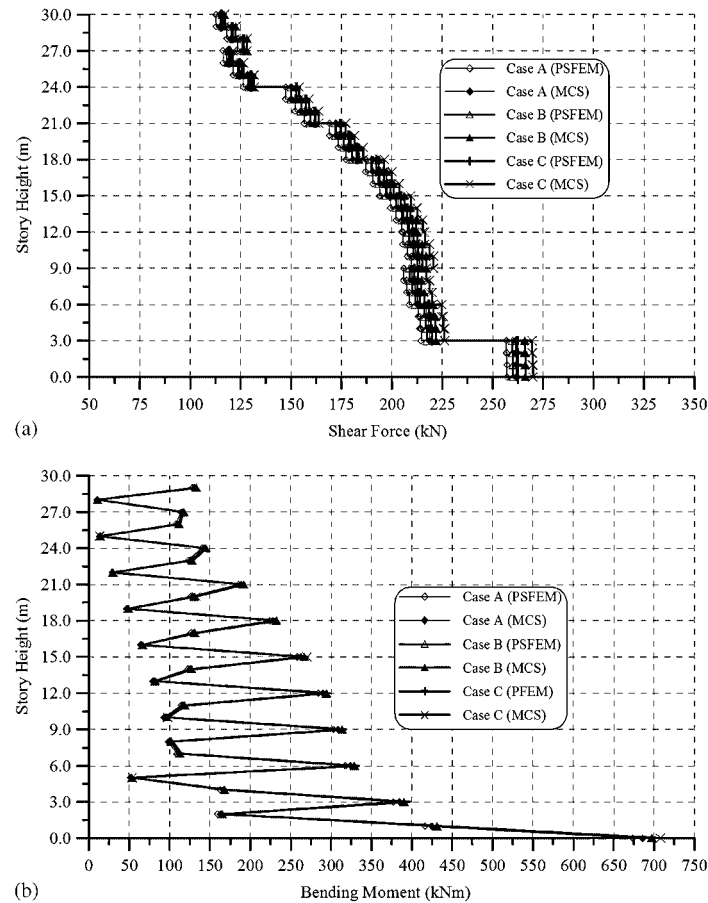 30.0
27.0
24.0
21.0
18.0
15.0
12.0
9.0
6.0
3.0
0.0
Story Height (m)
Case A (PSFEM)
Case A (MCS)
Case B (PSFEM)
Case B (MCS)
Case C (PSFEM)
Case C (MCS)
50 75 100 125 150 175 200 225 250 275 300 325 350
(a)
Shear Force (kN)
30.0
27.0
24.0
21.0
18.0
15.0
12.0
9.0
6.0
3.0
0.0
Story Height (m)
Case A (PSFEM)
Case A (MCS)
Case B (PSFEM)
Case B (MCS)
Case C (PFEM)
Case C (MCS)
0 50 100 150 200 250 300 350 400 450 500 550 600 650 700 750
(b)
Bending Moment (kNm)